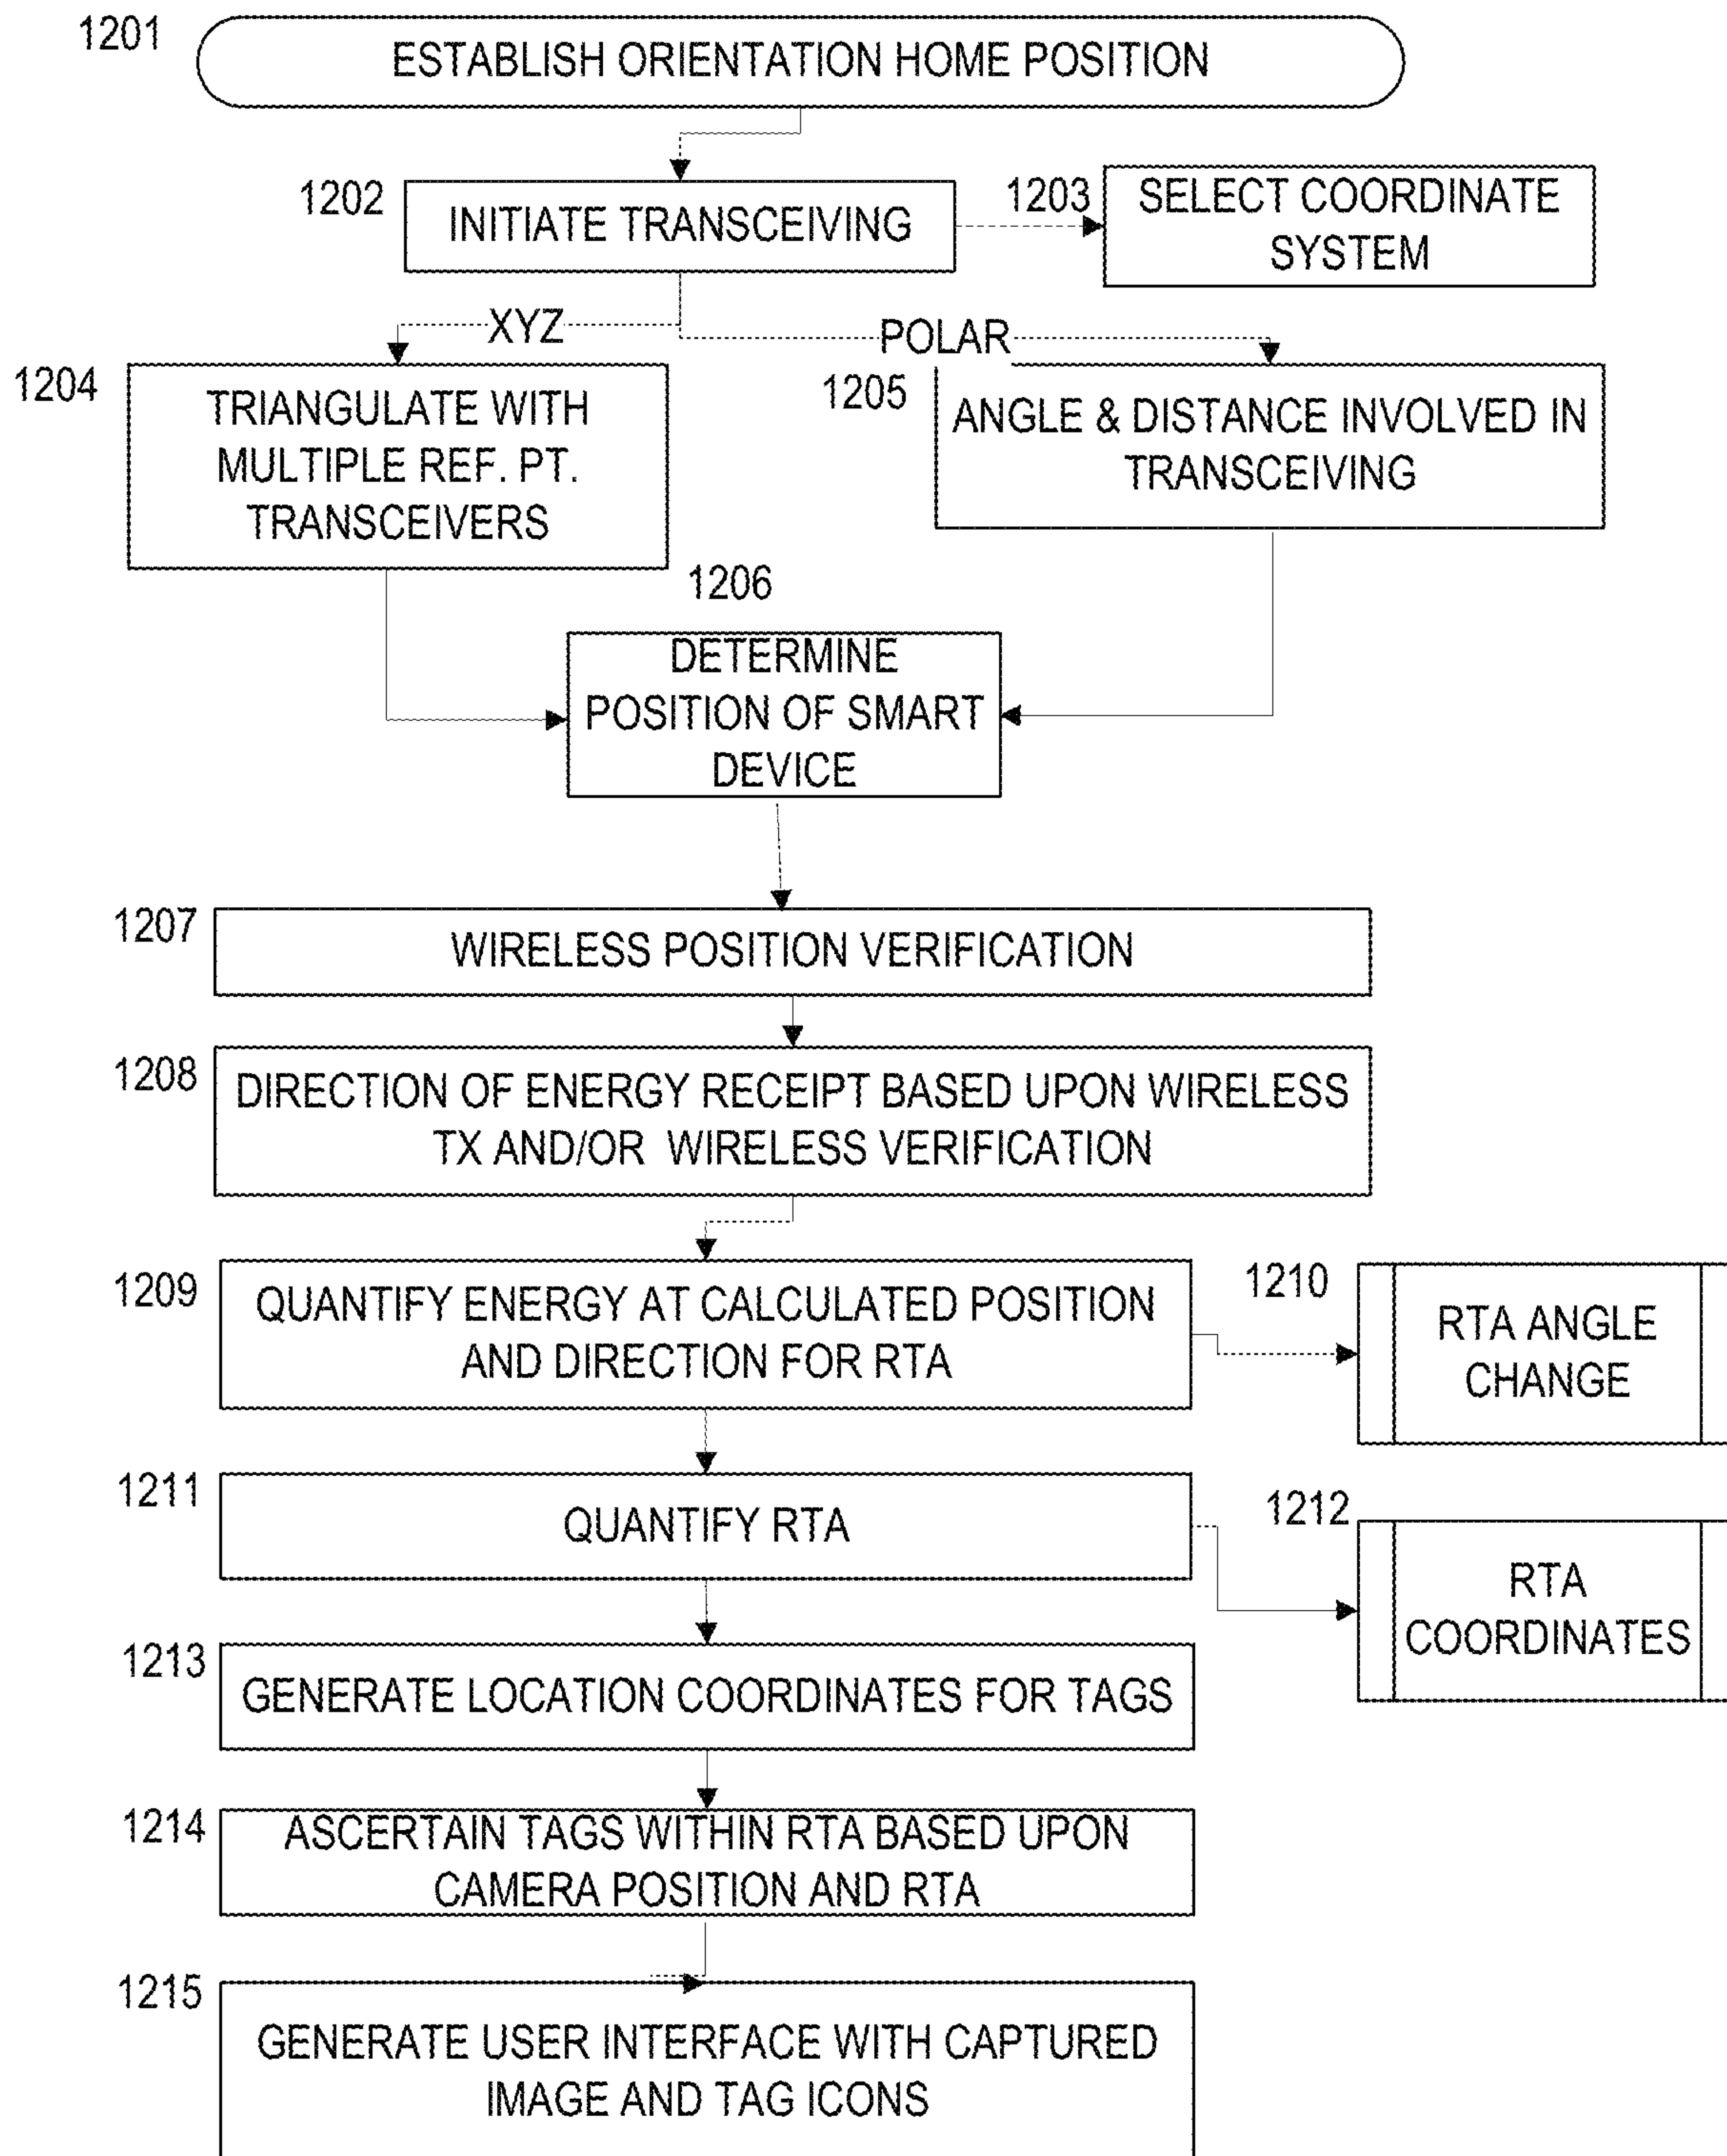 1201
ESTABLISH ORIENTATION HOME POSITION
1202
INITIATE TRANSCEIVING
1203
SELECT COORDINATE
SYSTEM
XYZ
POLAR
1204
TRIANGULATE WITH
MULTIPLE REF. PT.
TRANSCEIVERS
1205
ANGLE & DISTANCE INVOLVED IN
TRANSCEIVING
1206
DETERMINE
POSITION OF SMART
DEVICE
1207
WIRELESS POSITION VERIFICATION
1208
DIRECTION OF ENERGY RECEIPT BASED UPON WIRELESS
TX AND/OR WIRELESS VERIFICATION
1209
QUANTIFY ENERGY AT CALCULATED POSITION
AND DIRECTION FOR RTA
1210
RTA ANGLE
CHANGE
1211
QUANTIFY RTA
1212
RTA
COORDINATES
1213
GENERATE LOCATION COORDINATES FOR TAGS
1214
ASCERTAIN TAGS WITHIN RTA BASED UPON
CAMERA POSITION AND RTA
1215
GENERATE USER INTERFACE WITH CAPTURED
IMAGE AND TAG ICONS